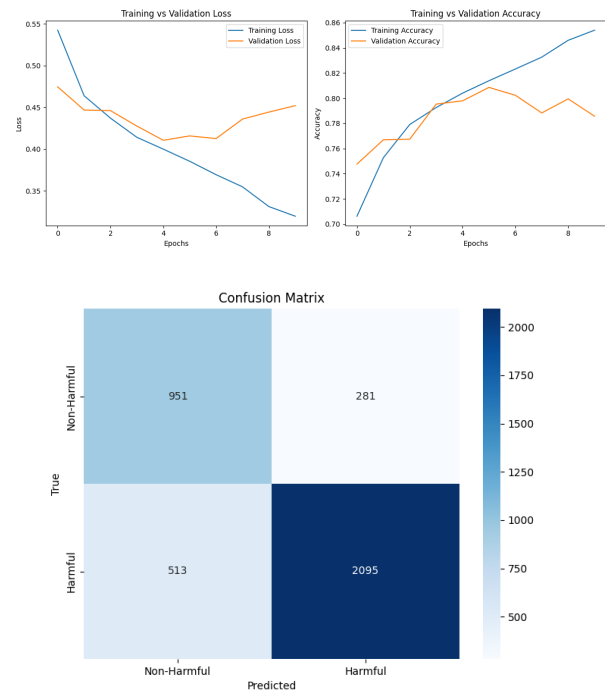 Training vs Validation Loss
Training Loss
Validation Loss
0.55
0.50
0.45
0.40
0.35
Loss
0 2 4 6 8
Epochs
Training vs Validation Accuracy
Training Accuracy
Validation Accuracy
0.86
0.84
0.82
0.80
0.78
0.76
0.74
0.72
0.70
Accuracy
0 2 4 6 8
Epochs
Confusion Matrix
True
Non-Harmful
951 281
Harmful
513 2095
Non-Harmful Harmful
Predicted
2000
1750
1500
1250
1000
750
500